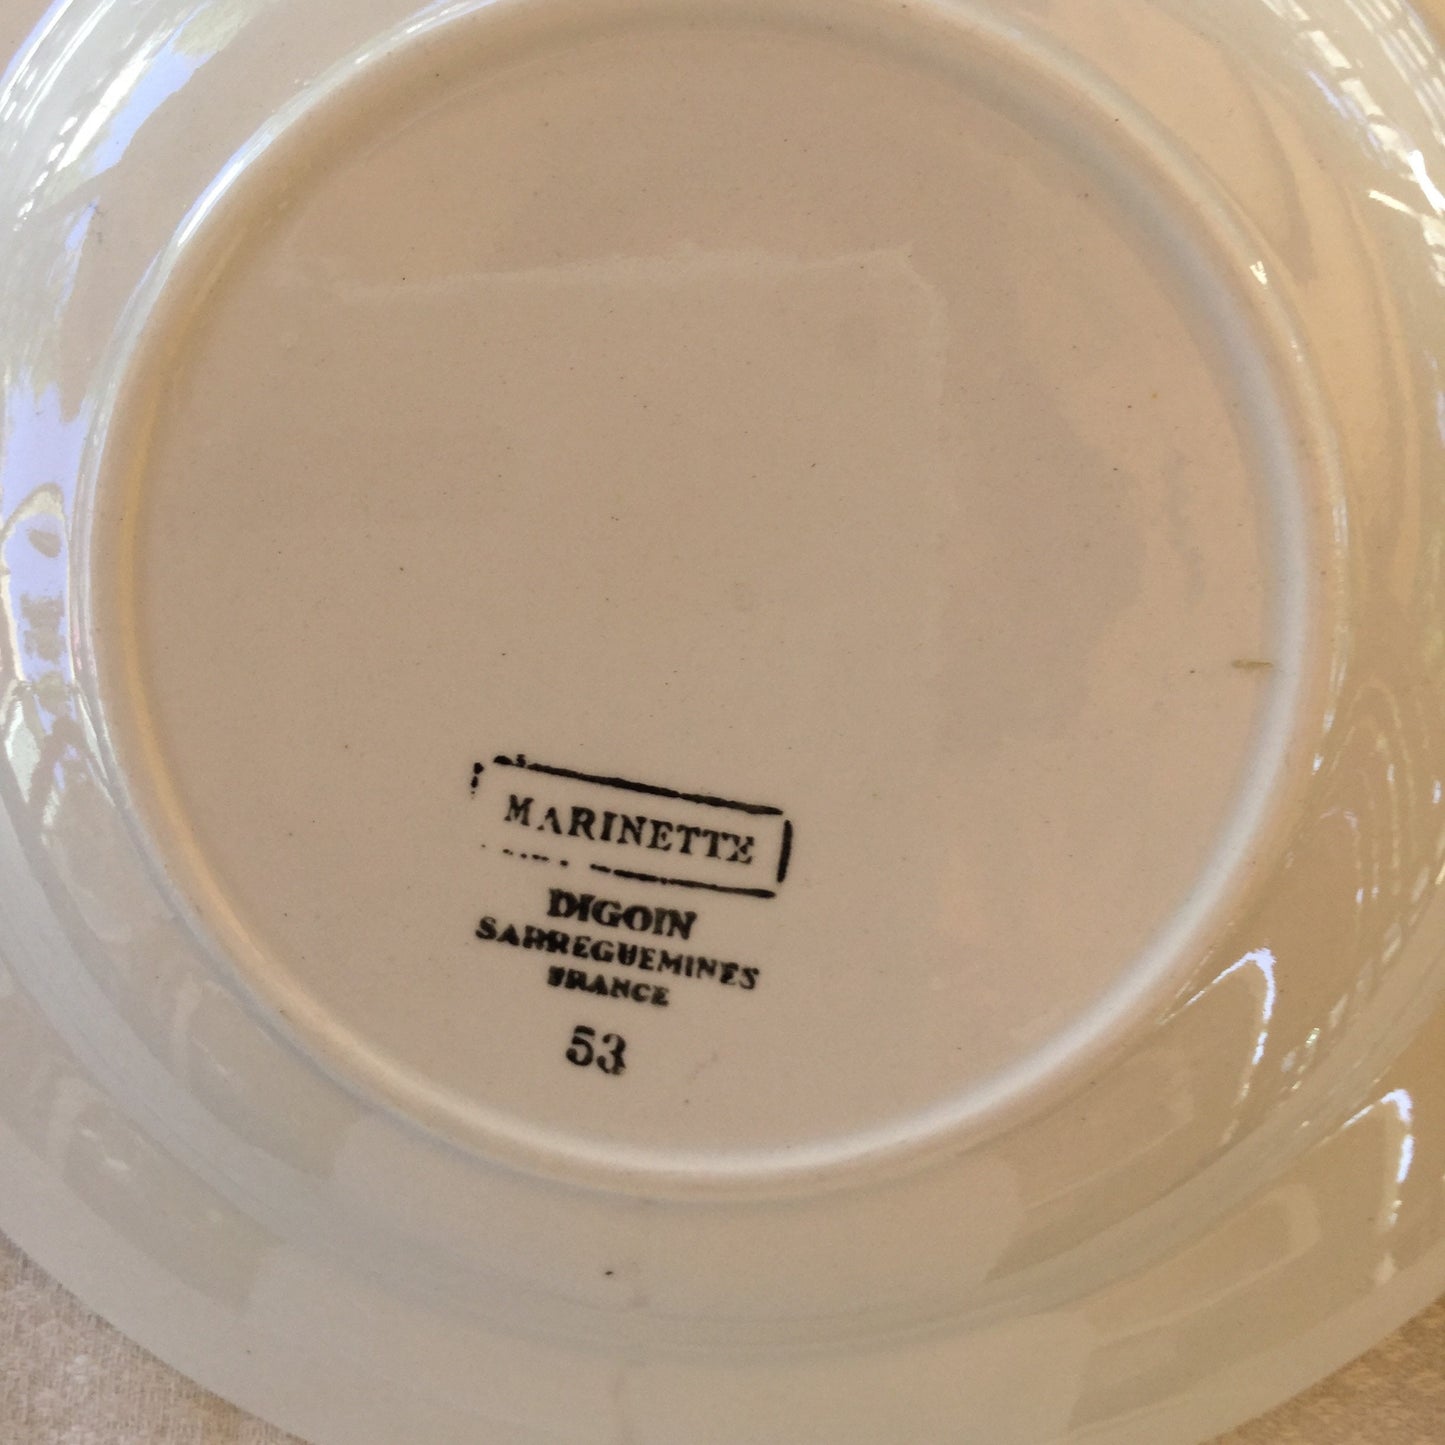 MARINETTE
DIGOIN
SARREGUEMINES
FRANCE
53